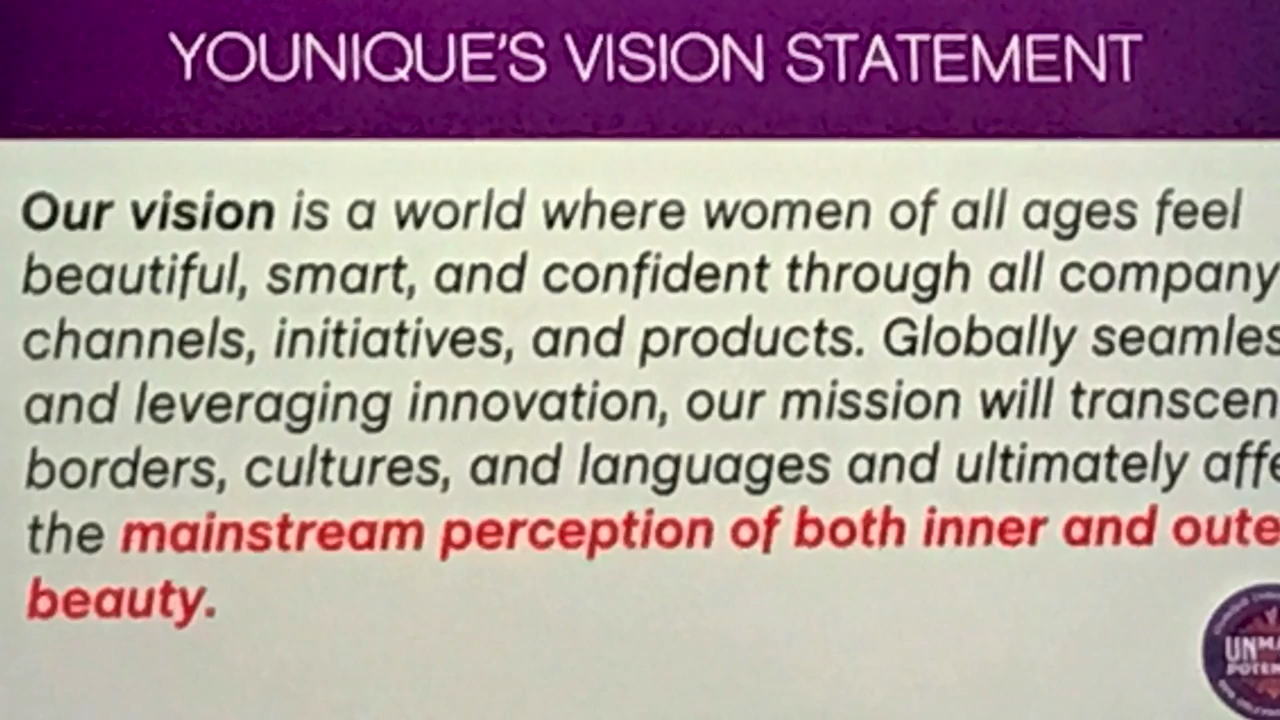 YOUNIQUE'S VISION STATEMENT
Our vision is a world where women of all ages feel
beautiful, smart, and confident through all company
channels, initiatives, and products. Globally seamles
and leveraging innovation, our mission will transcen
borders, cultures, and languages and ultimately affe
the mainstream perception of both inner and oute
beauty.